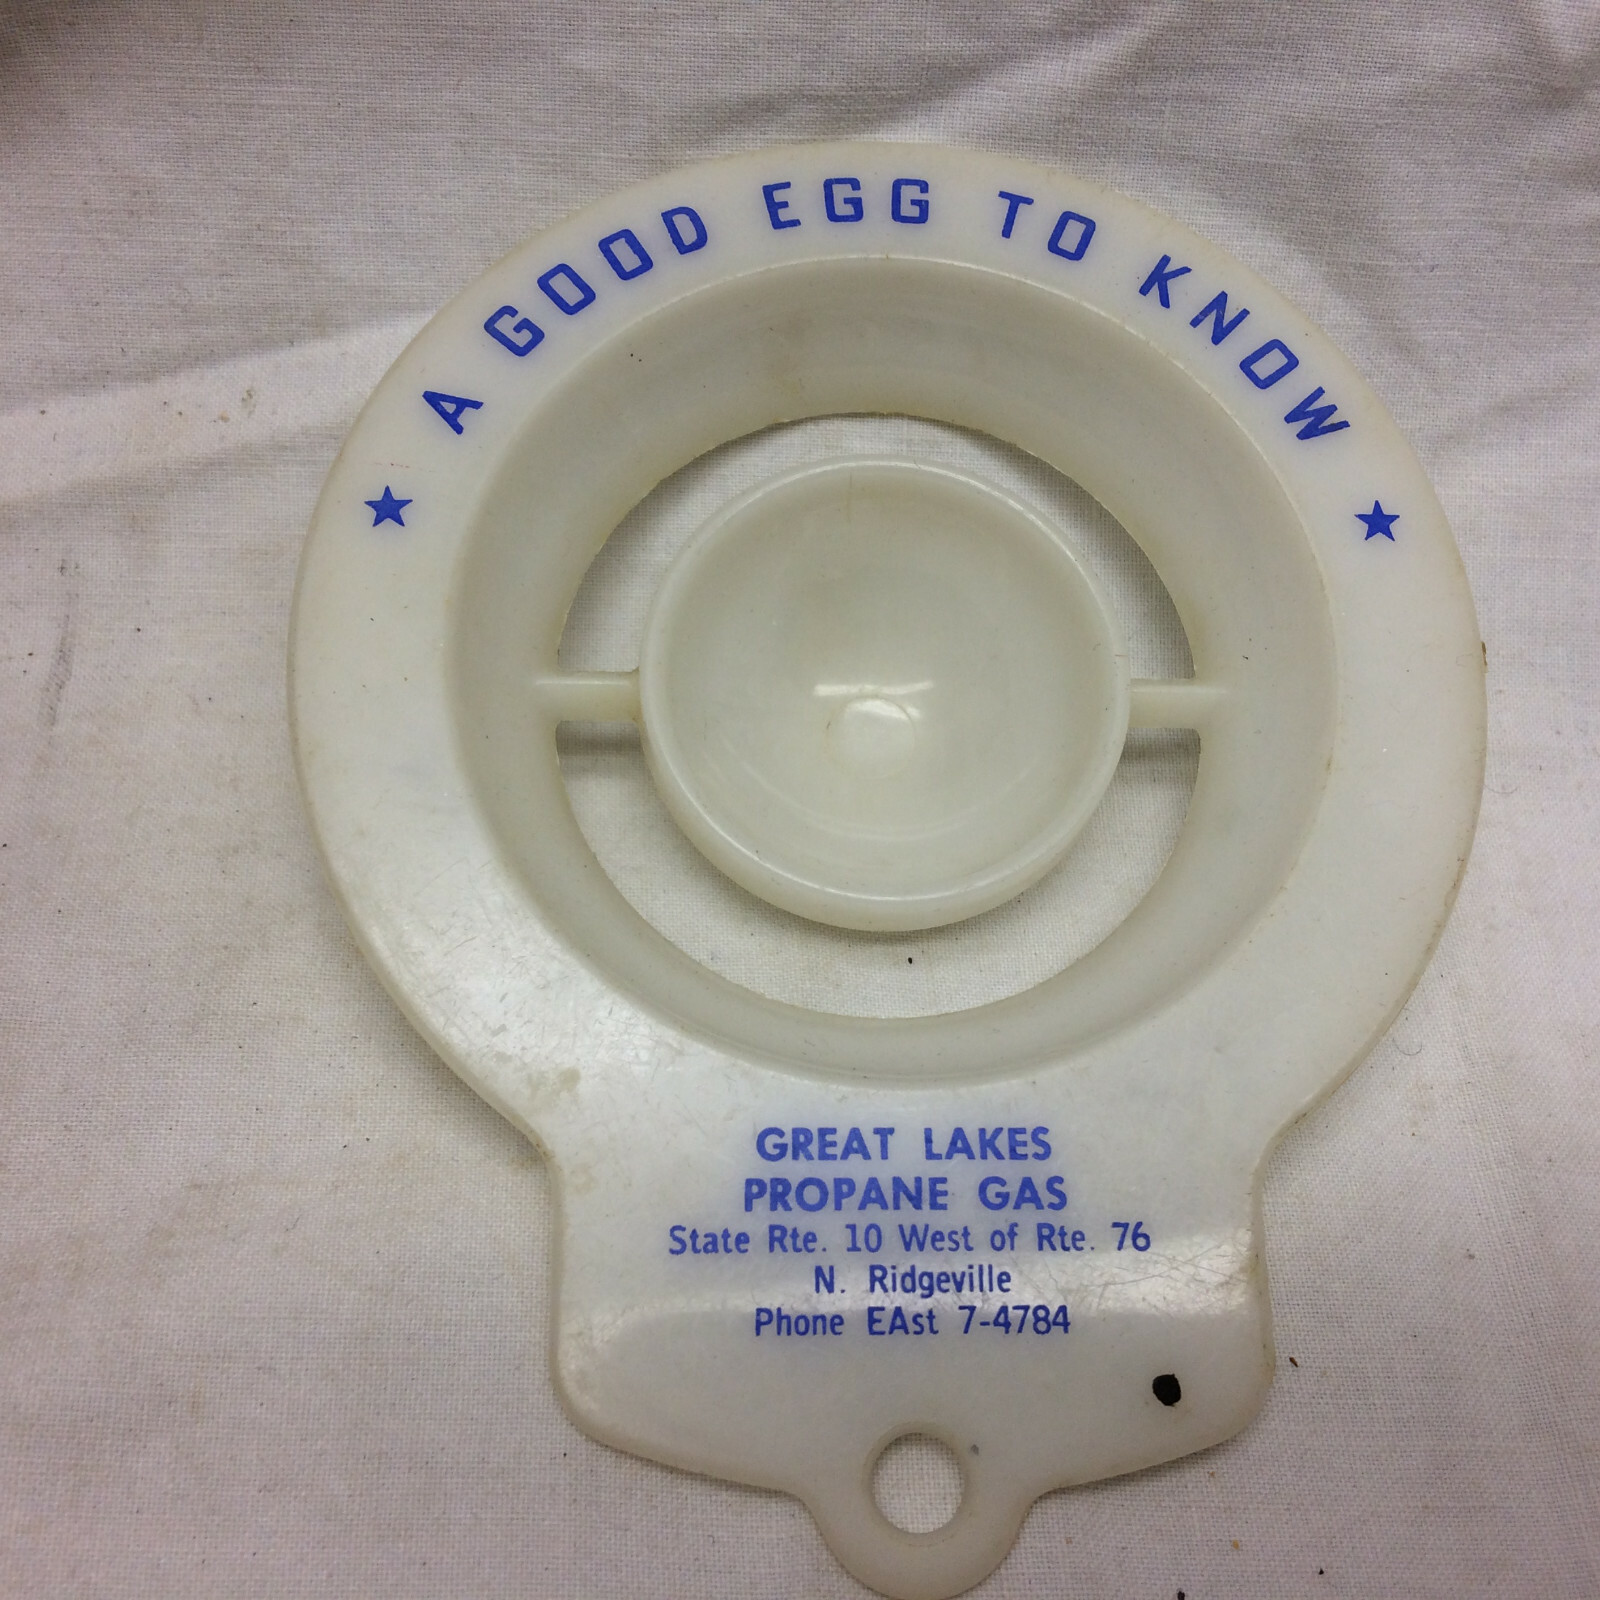 ★ A GOOD EGG TO KNOW ★
GREAT LAKES
PROPANE GAS
State Rte. 10 West of Rte. 76
N. Ridgeville
Phone EAst 7-4784